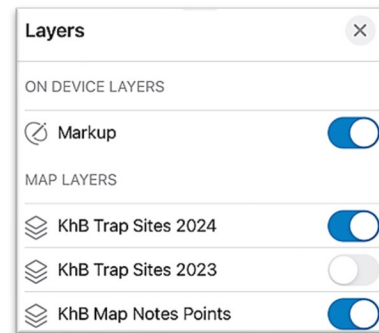 Layers
ON DEVICE LAYERS
Markup
MAP LAYERS
KhB Trap Sites 2024
KhB Trap Sites 2023
KhB Map Notes Points